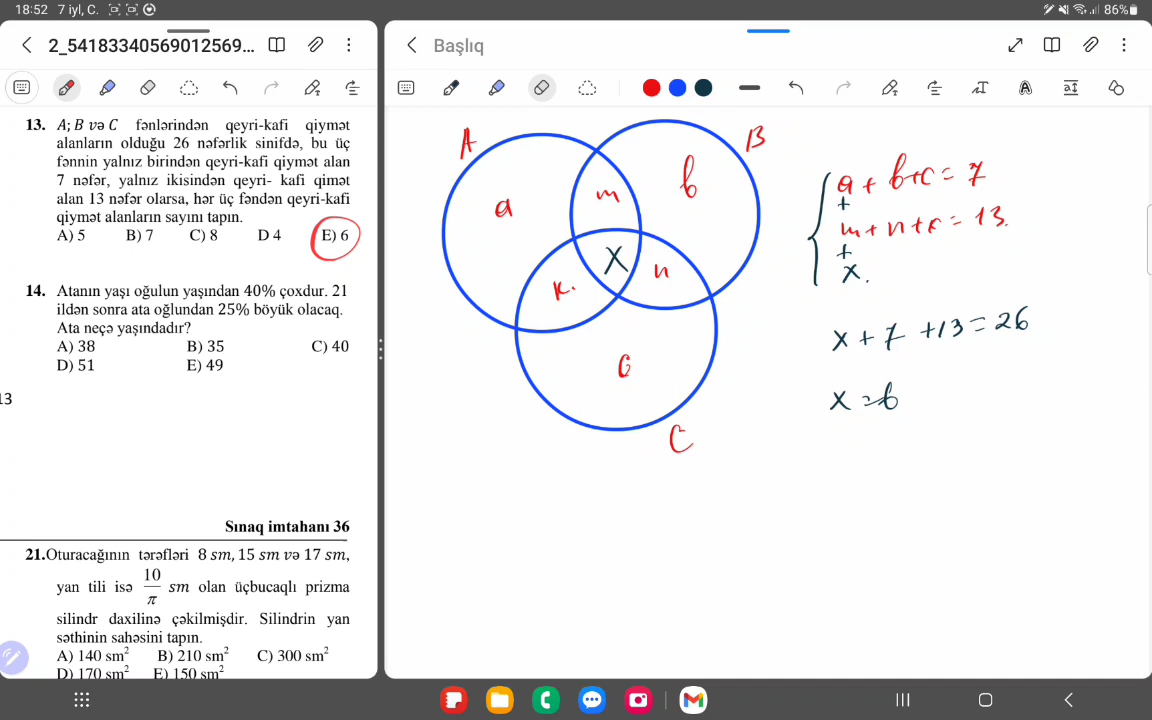 18:52 7 iyl, C. 86%
2_54183340569012569...
Başlıq
13. A; B və C fənlərindən qeyri-kafi qiymət
alanların olduğu 26 nəfərlik sinifdə, bu üç
fənnin yalnız birindən qeyri-kafi qiymət alan
7 nəfər, yalnız ikisindən qeyri- kafi qimət
alan 13 nəfər olarsa, hər üç fəndən qeyri-kafi
qiymət alanların sayını tapın.
A) 5 B) 7 C) 8 D 4 E) 6
14. Atanın yaşı oğulun yaşından 40% çoxdur. 21
ildən sonra ata oğlundan 25% böyük olacaq.
Ata neçə yaşındadır?
A) 38 B) 35 C) 40
D) 51 E) 49
13
Sınaq imtahanı 36
21.Oturacağının tərəfləri 8 sm, 15 sm və 17 sm,
yan tili isə 10/π sm olan üçbucaqlı prizma
silindr daxilinə çəkilmişdir. Silindrin yan
səthinin sahəsini tapın.
A) 140 sm² B) 210 sm² C) 300 sm²
D) 170 sm² E) 150 sm²
A
B
a
m
b
X
K.
n
C
C
a + b+c = 7
+
m+n+k = 13.
+
x.
x + 7 + 13 = 26
x = 6